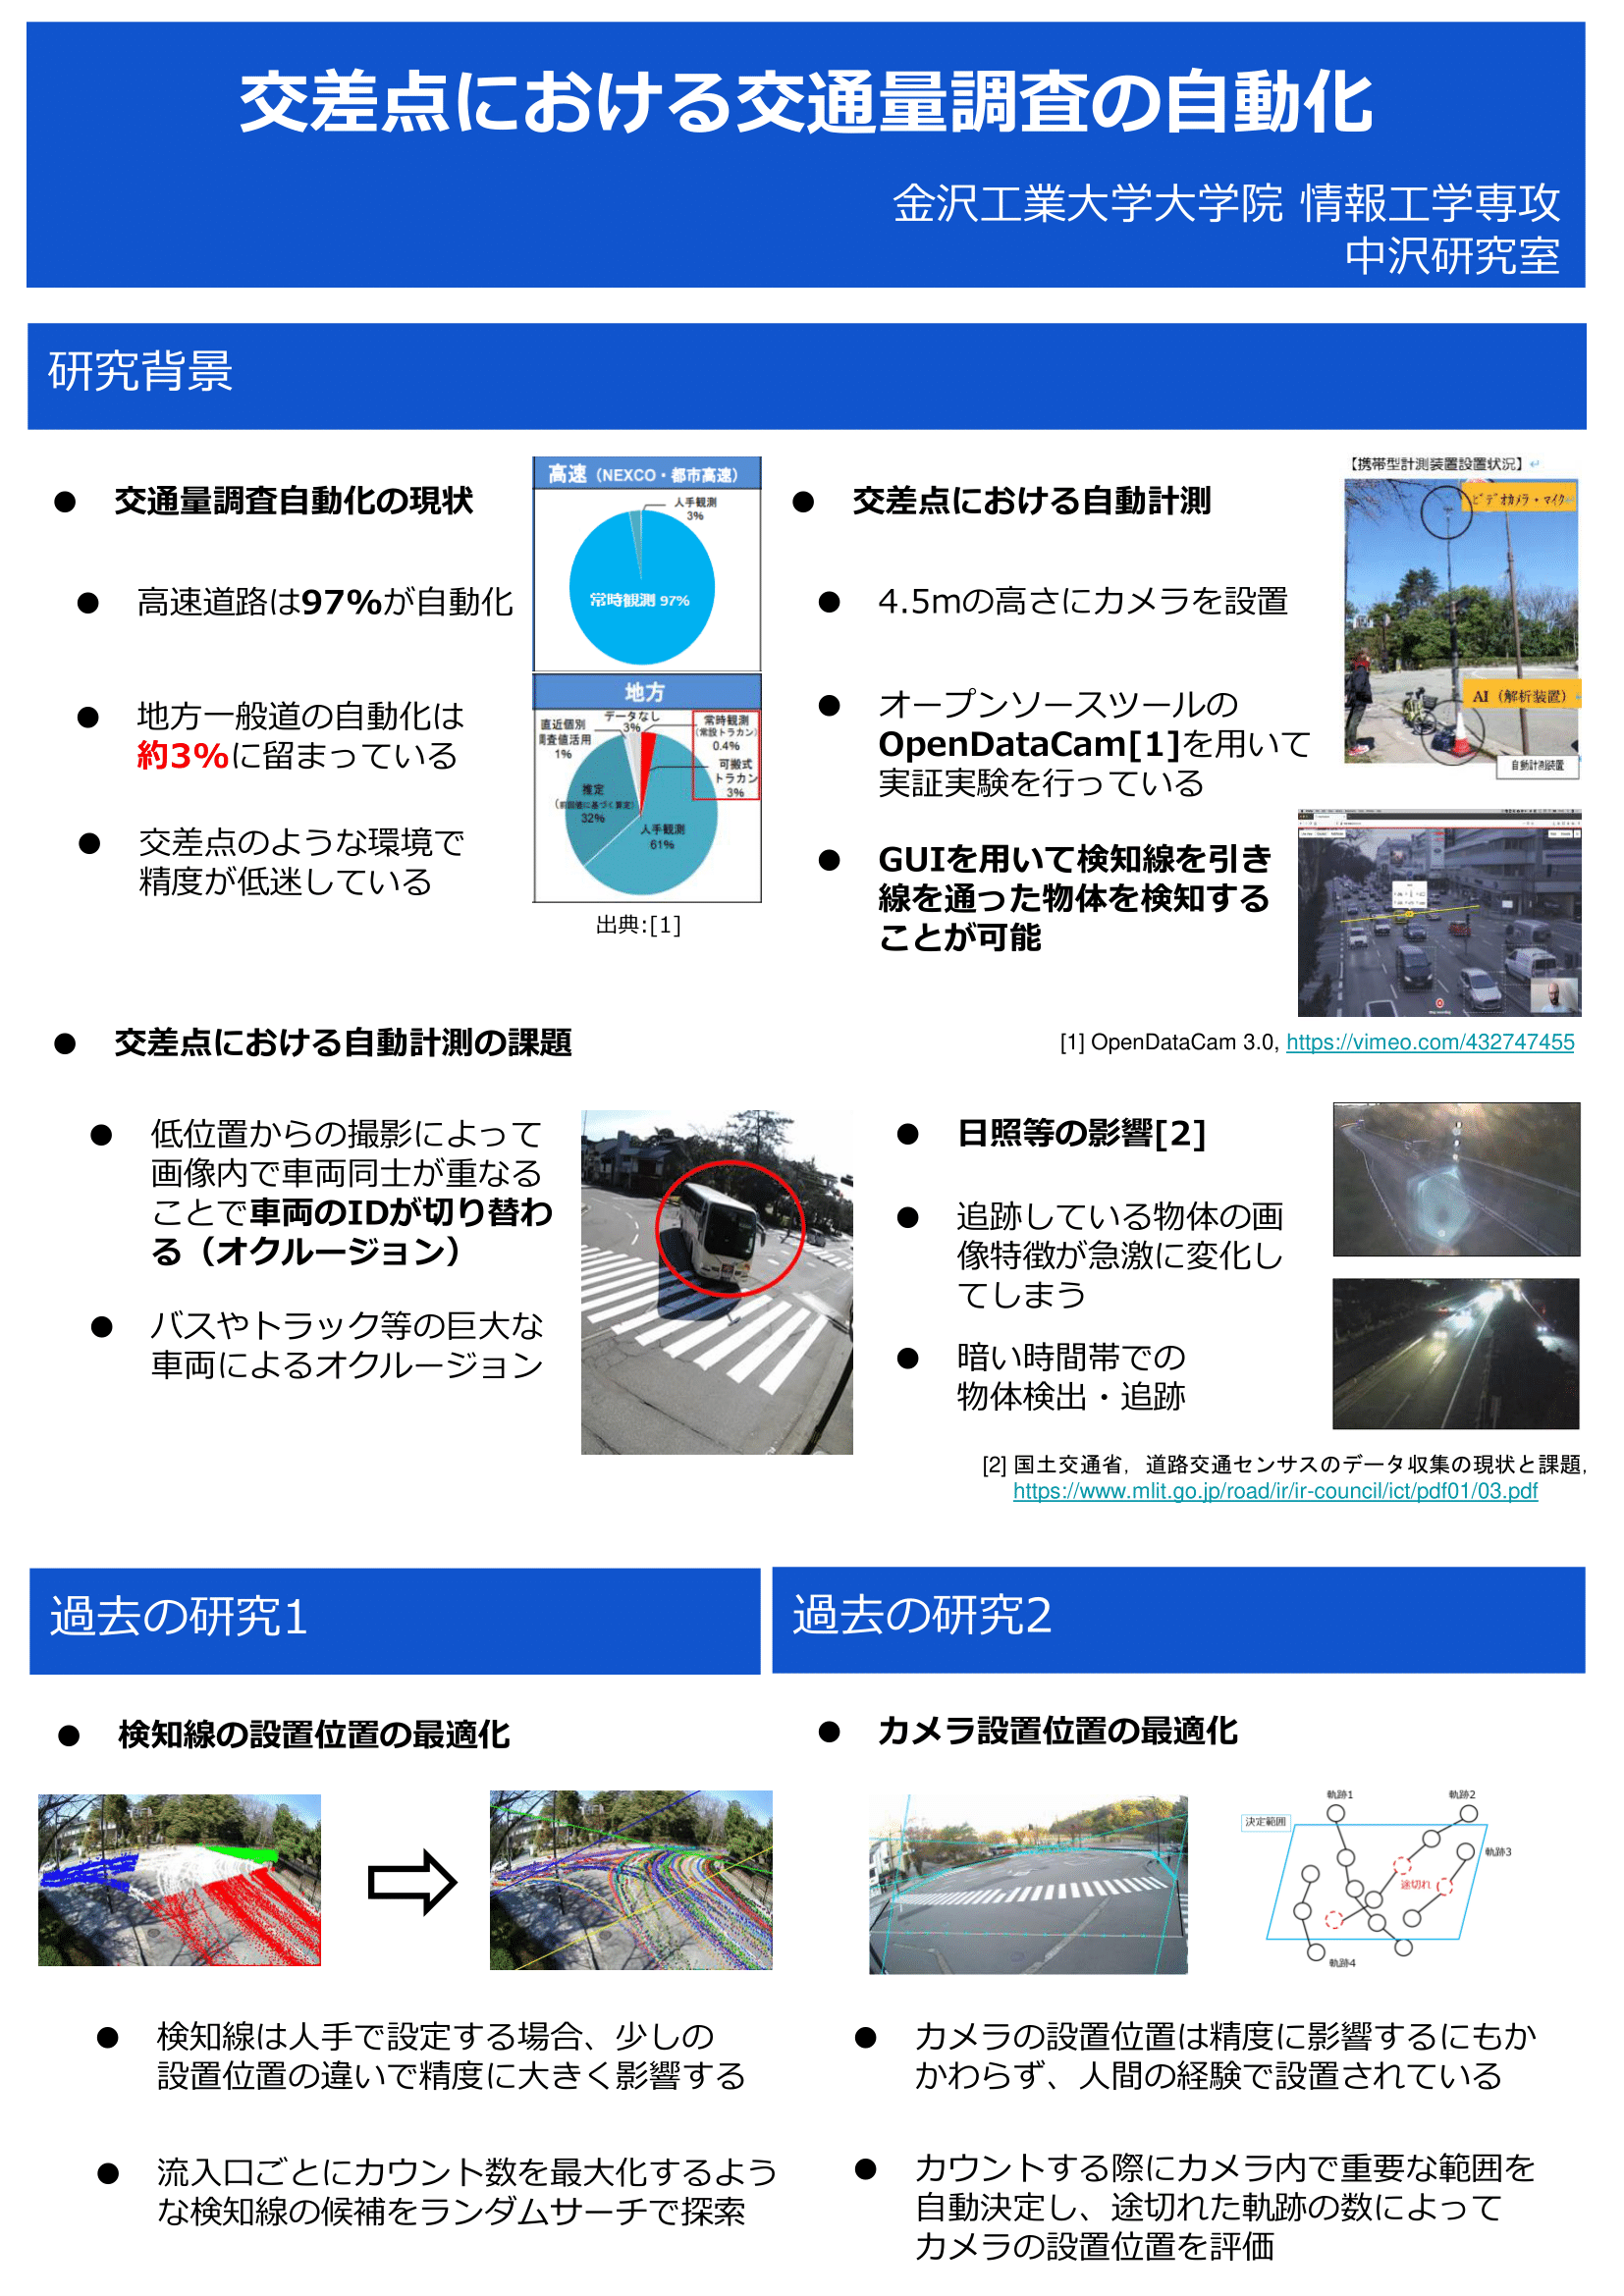 交差点における交通量調査の自動化
金沢工業大学大学院 情報工学専攻
中沢研究室
研究背景
● 交通量調査自動化の現状
● 高速道路は97%が自動化
● 地方一般道の自動化は
約3%に留まっている
● 交差点のような環境で
精度が低迷している
高速（NEXCO・都市高速）
人手観測
3%
常時観測 97%
地方
データなし
3%
直近個別
調査値活用
1%
常時観測
（常設トラカン）
0.4%
可搬式
トラカン
3%
推定
（前回値に基づく算定）
32%
人手観測
61%
出典:[1]
● 交差点における自動計測
● 4.5mの高さにカメラを設置
● オープンソースツールの
OpenDataCam[1]を用いて
実証実験を行っている
● GUIを用いて検知線を引き
線を通った物体を検知する
ことが可能
【携帯型計測装置設置状況】
ビデオカメラ・マイク
AI（解析装置）
自動計測装置
[1] OpenDataCam 3.0, https://vimeo.com/432747455
● 交差点における自動計測の課題
● 低位置からの撮影によって
画像内で車両同士が重なる
ことで車両のIDが切り替わ
る（オクルージョン）
● バスやトラック等の巨大な
車両によるオクルージョン
● 日照等の影響[2]
● 追跡している物体の画
像特徴が急激に変化し
てしまう
● 暗い時間帯での
物体検出・追跡
[2] 国土交通省，道路交通センサスのデータ収集の現状と課題，
https://www.mlit.go.jp/road/ir/ir-council/ict/pdf01/03.pdf
過去の研究1
● 検知線の設置位置の最適化
● 検知線は人手で設定する場合、少しの
設置位置の違いで精度に大きく影響する
● 流入口ごとにカウント数を最大化するよう
な検知線の候補をランダムサーチで探索
過去の研究2
● カメラ設置位置の最適化
決定範囲
軌跡1
軌跡2
軌跡3
途切れ
軌跡4
● カメラの設置位置は精度に影響するにもか
かわらず、人間の経験で設置されている
● カウントする際にカメラ内で重要な範囲を
自動決定し、途切れた軌跡の数によって
カメラの設置位置を評価